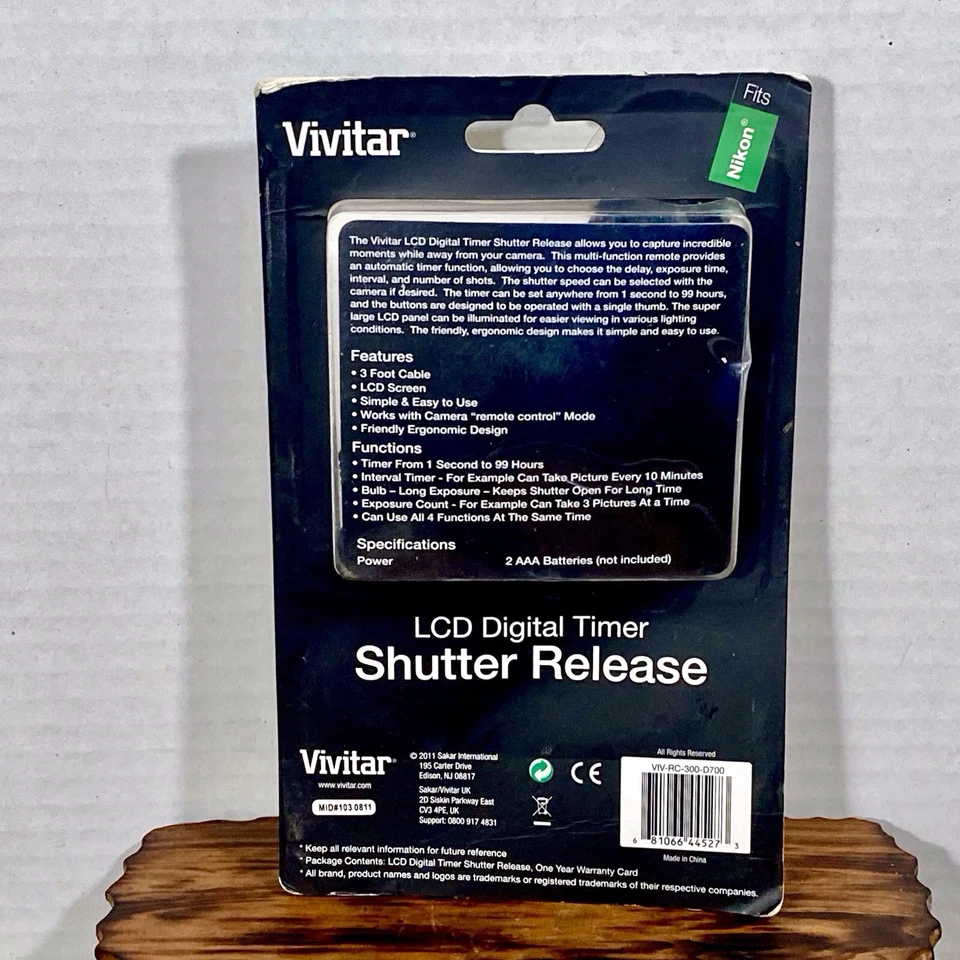 Vivitar®
Fits
Nikon®
The Vivitar LCD Digital Timer Shutter Release allows you to capture incredible
moments while away from your camera. This multi-function remote provides
an automatic timer function, allowing you to choose the delay, exposure time,
interval, and number of shots. The shutter speed can be selected with the
camera if desired. The timer can be set anywhere from 1 second to 99 hours,
and the buttons are designed to be operated with a single thumb. The super
large LCD panel can be illuminated for easier viewing in various lighting
conditions. The friendly, ergonomic design makes it simple and easy to use.
Features
• 3 Foot Cable
• LCD Screen
• Simple & Easy to Use
• Works with Camera “remote control” Mode
• Friendly Ergonomic Design
Functions
• Timer From 1 Second to 99 Hours
• Interval Timer - For Example Can Take Picture Every 10 Minutes
• Bulb – Long Exposure – Keeps Shutter Open For Long Time
• Exposure Count - For Example Can Take 3 Pictures At a Time
• Can Use All 4 Functions At The Same Time
Specifications
Power 2 AAA Batteries (not included)
LCD Digital Timer
Shutter Release
Vivitar®
www.vivitar.com
MID#103 0811
© 2011 Sakar International
195 Carter Drive
Edison, NJ 08817
Sakar/Vivitar UK
2D Siskin Parkway East
CV3 4PE, UK
Support: 0800 917 4831
CE
All Rights Reserved
VIV-RC-300-D700
6 81066 44527 3
Made in China
* Keep all relevant information for future reference
* Package Contents: LCD Digital Timer Shutter Release, One Year Warranty Card
* All brand, product names and logos are trademarks or registered trademarks of their respective companies.